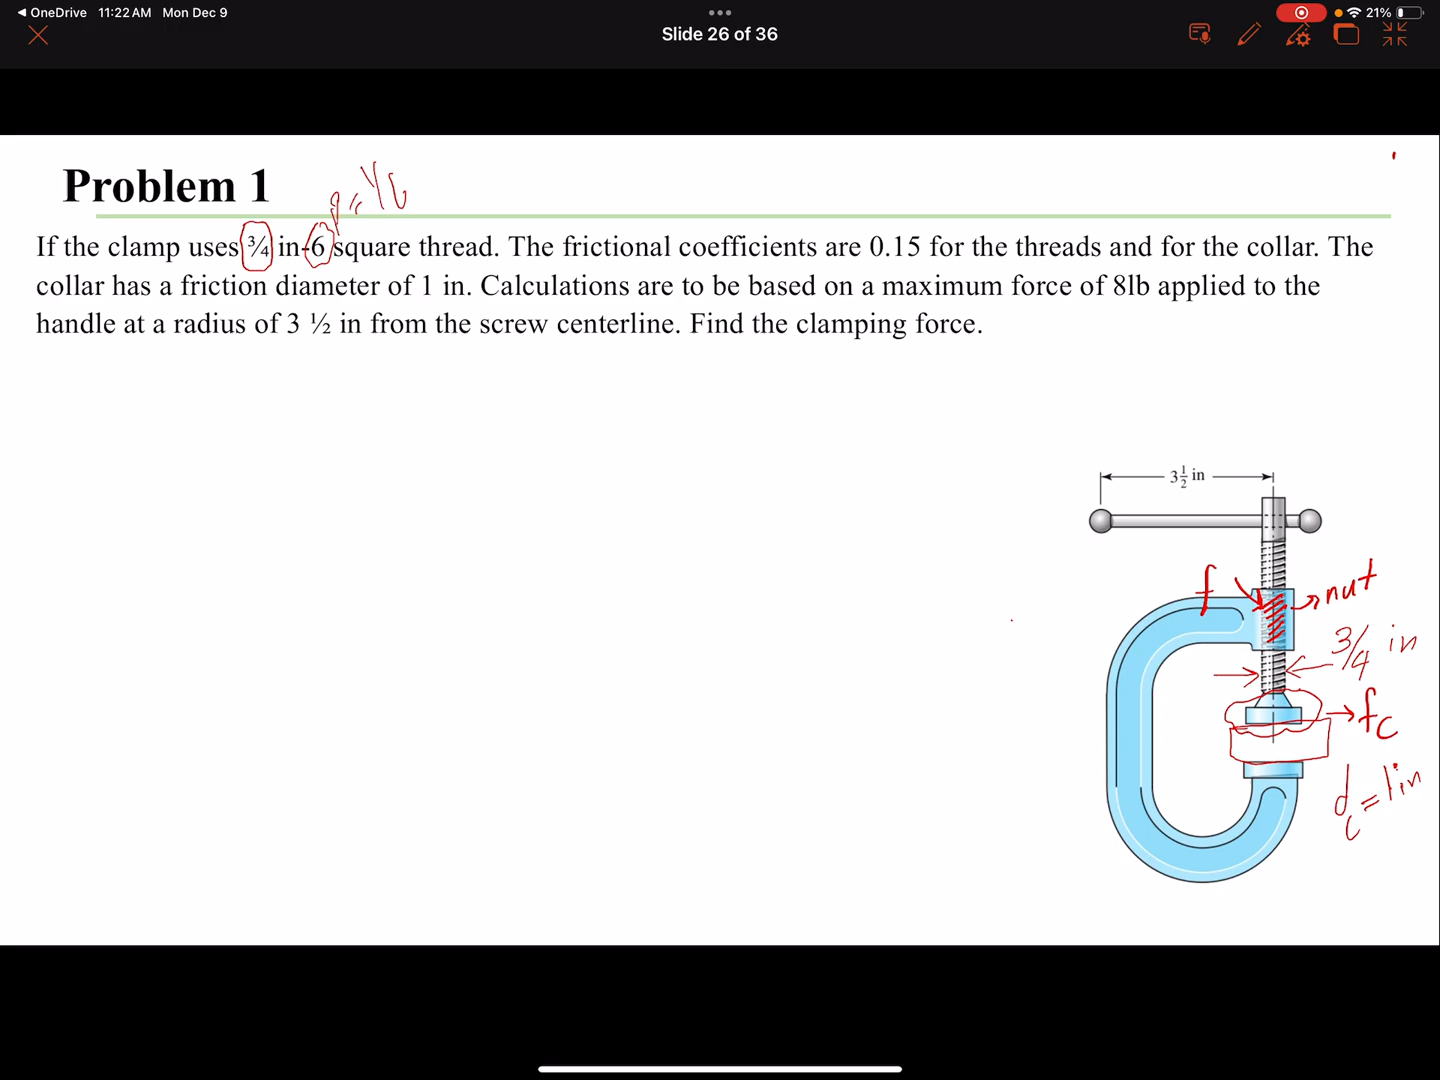 OneDrive 11:22 AM Mon Dec 9
21%
Slide 26 of 36
Problem 1
P = 1/6
If the clamp uses ¾ in-6 square thread. The frictional coefficients are 0.15 for the threads and for the collar. The
collar has a friction diameter of 1 in. Calculations are to be based on a maximum force of 8lb applied to the
handle at a radius of 3 ½ in from the screw centerline. Find the clamping force.
3 1/2 in
f
nut
3/4 in
fc
dc = 1in